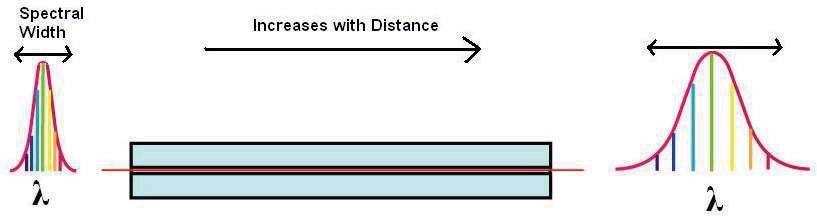 Spectral
Width
Increases with Distance
λ
λ